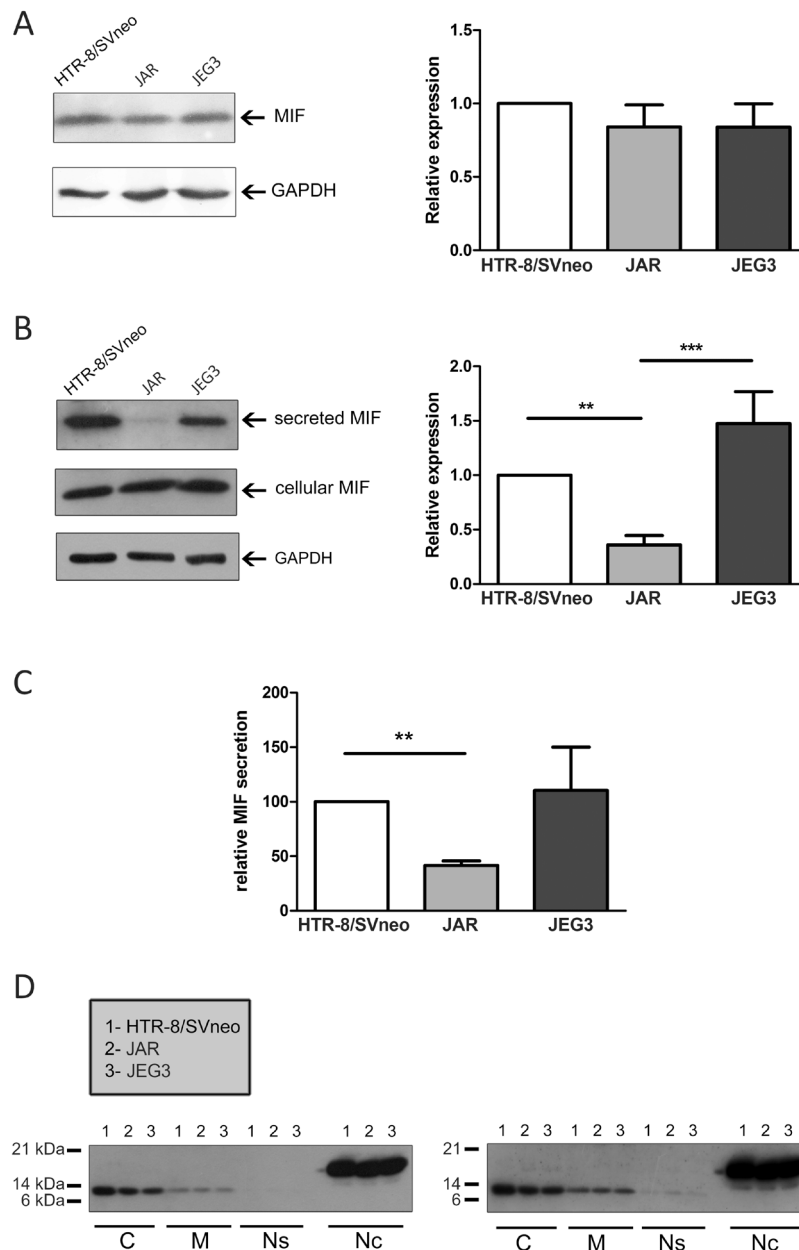 A
HTR-8/SVneo
JAR
JEG3
MIF
GAPDH
Relative expression
1.5
1.0
0.5
0.0
HTR-8/SVneo
JAR
JEG3
B
HTR-8/SVneo
JAR
JEG3
secreted MIF
cellular MIF
GAPDH
Relative expression
2.0
1.5
1.0
0.5
0.0
**
***
HTR-8/SVneo
JAR
JEG3
C
relative MIF secretion
200
150
100
50
0
**
HTR-8/SVneo
JAR
JEG3
D
1- HTR-8/SVneo
2- JAR
3- JEG3
1 2 3 1 2 3 1 2 3 1 2 3
21 kDa
14 kDa
6 kDa
C M Ns Nc
1 2 3 1 2 3 1 2 3 1 2 3
21
14
6
C M Ns Nc